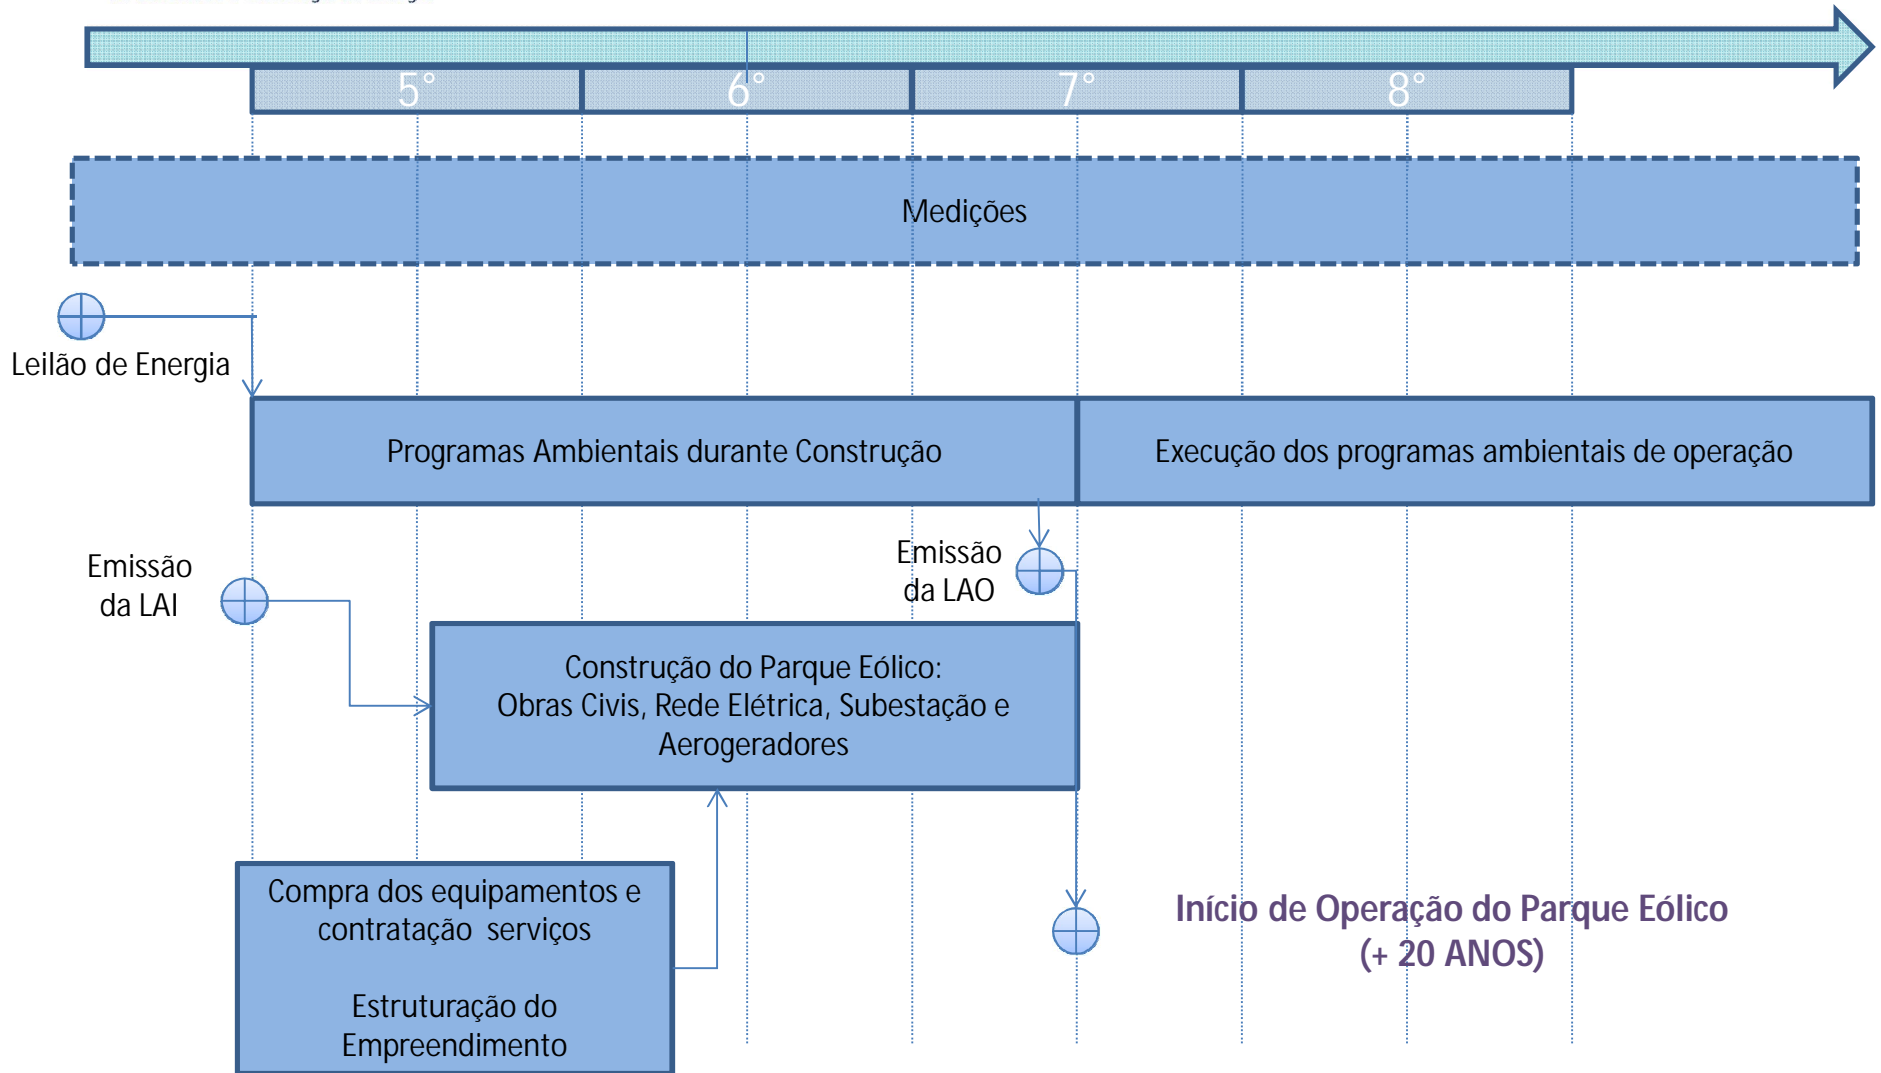 5°
6°
7°
8°
Medições
Leilão de Energia
Programas Ambientais durante Construção
Execução dos programas ambientais de operação
Emissão
da LAI
Emissão
da LAO
Construção do Parque Eólico:
Obras Civis, Rede Elétrica, Subestação e
Aerogeradores
Compra dos equipamentos e
contratação serviços
Estruturação do
Empreendimento
Início de Operação do Parque Eólico
(+ 20 ANOS)